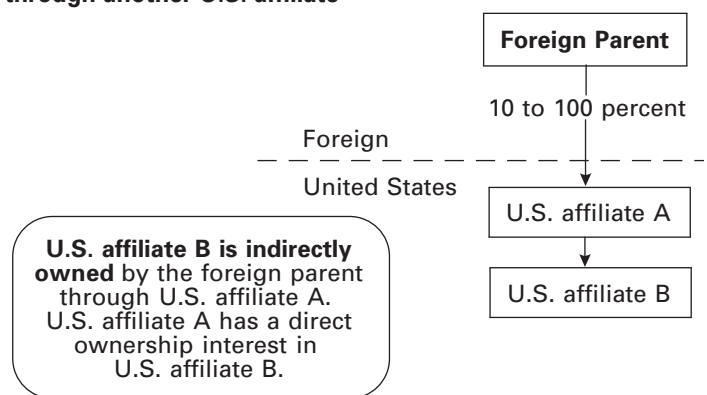 through another U.S. affiliate
Foreign Parent
10 to 100 percent
Foreign
United States
U.S. affiliate A
U.S. affiliate B
U.S. affiliate B is indirectly
owned by the foreign parent
through U.S. affiliate A.
U.S. affiliate A has a direct
ownership interest in
U.S. affiliate B.